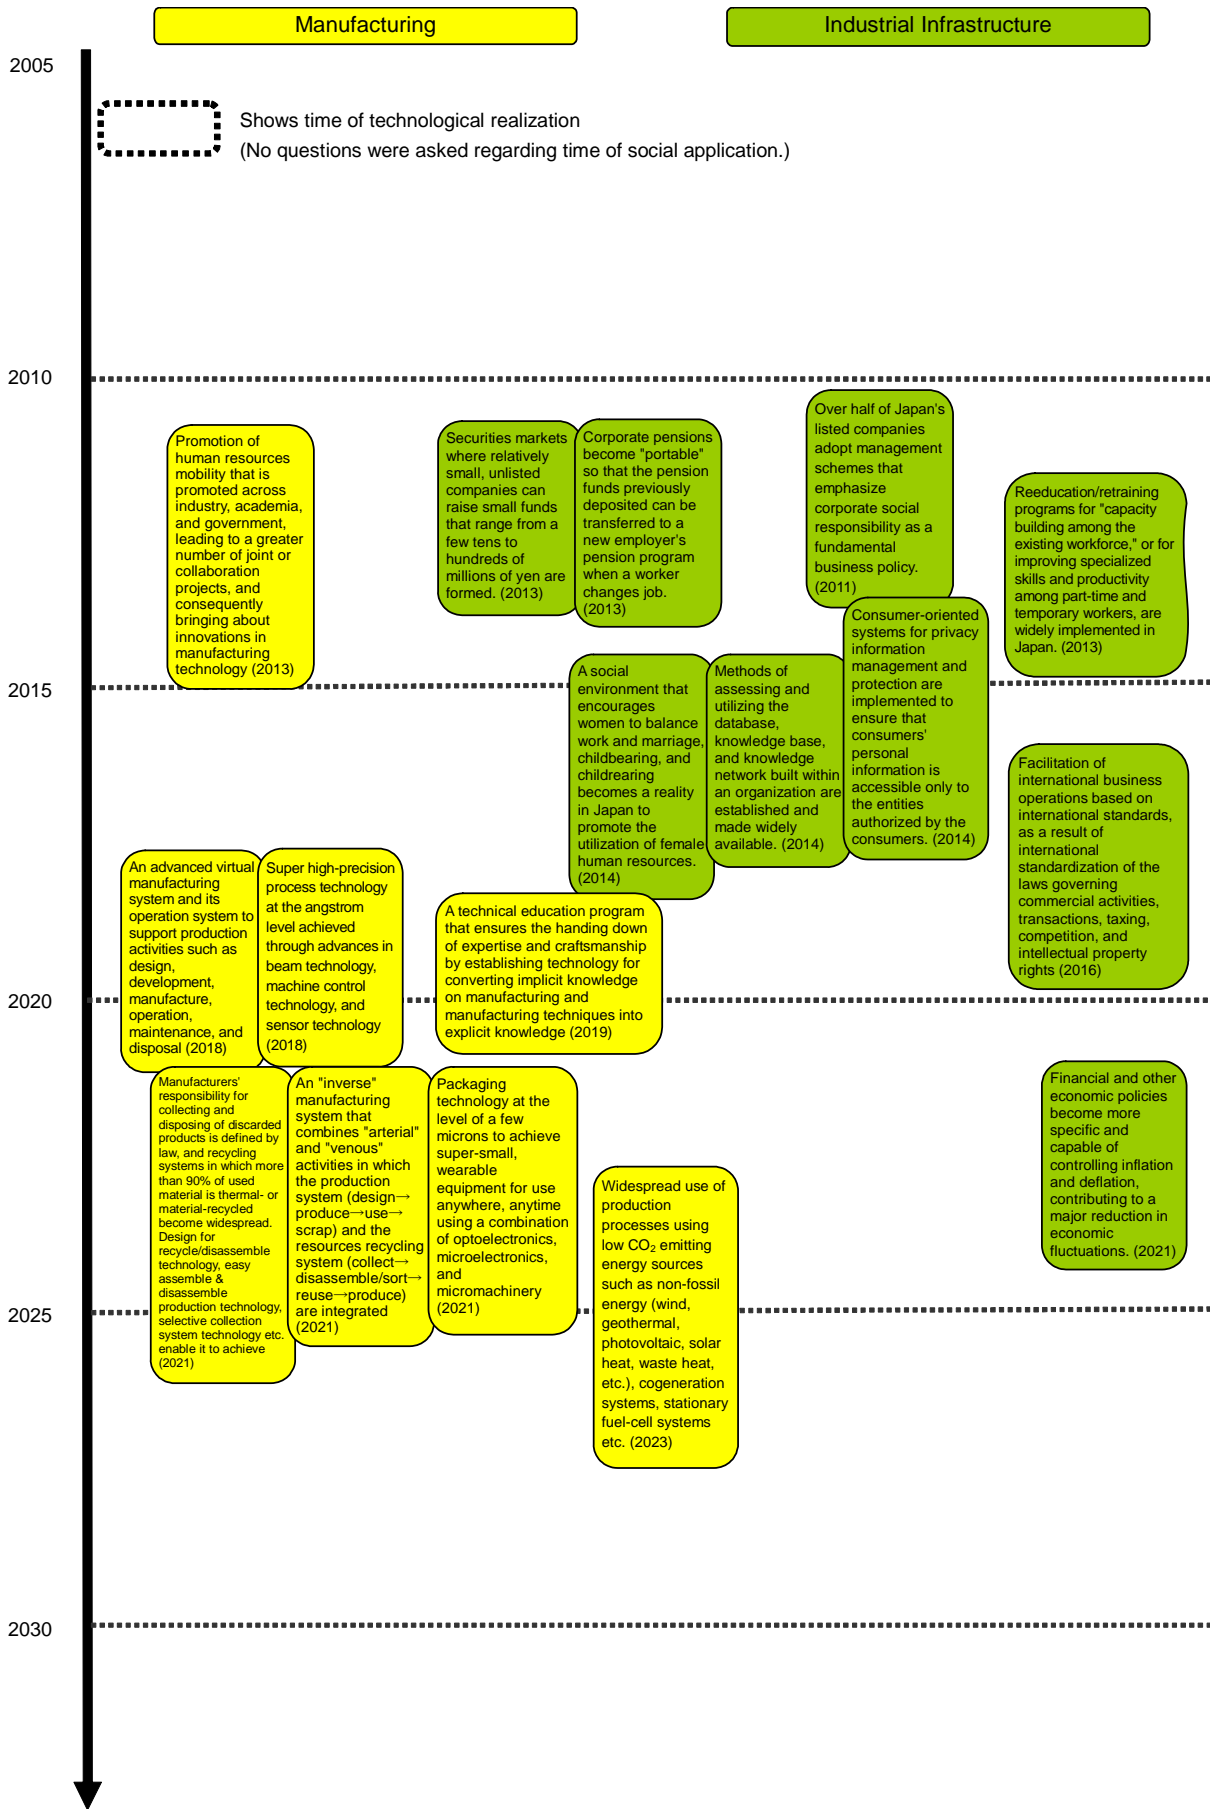 Manufacturing
Industrial Infrastructure
2005
Shows time of technological realization
(No questions were asked regarding time of social application.)
2010
Promotion of
human resources
mobility that is
promoted across
industry, academia,
and government,
leading to a greater
number of joint or
collaboration
projects, and
consequently
bringing about
innovations in
manufacturing
technology (2013)
Securities markets
where relatively
small, unlisted
companies can
raise small funds
that range from a
few tens to
hundreds of
millions of yen are
formed. (2013)
Corporate pensions
become "portable"
so that the pension
funds previously
deposited can be
transferred to a
new employer's
pension program
when a worker
changes job.
(2013)
Over half of Japan's
listed companies
adopt management
schemes that
emphasize
corporate social
responsibility as a
fundamental
business policy.
(2011)
Reeducation/retraining
programs for "capacity
building among the
existing workforce," or for
improving specialized
skills and productivity
among part-time and
temporary workers, are
widely implemented in
Japan. (2013)
2015
A social
environment that
encourages
women to balance
work and marriage,
childbearing, and
childrearing
becomes a reality
in Japan to
promote the
utilization of female
human resources.
(2014)
Methods of
assessing and
utilizing the
database,
knowledge base,
and knowledge
network built within
an organization are
established and
made widely
available. (2014)
Consumer-oriented
systems for privacy
information
management and
protection are
implemented to
ensure that
consumers'
personal
information is
accessible only to
the entities
authorized by the
consumers. (2014)
Facilitation of
international business
operations based on
international standards,
as a result of
international
standardization of the
laws governing
commercial activities,
transactions, taxing,
competition, and
intellectual property
rights (2016)
An advanced virtual
manufacturing
system and its
operation system to
support production
activities such as
design,
development,
manufacture,
operation,
maintenance, and
disposal (2018)
Super high-precision
process technology
at the angstrom
level achieved
through advances in
beam technology,
machine control
technology, and
sensor technology
(2018)
A technical education program
that ensures the handing down
of expertise and craftsmanship
by establishing technology for
converting implicit knowledge
on manufacturing and
manufacturing techniques into
explicit knowledge (2019)
2020
Manufacturers'
responsibility for
collecting and
disposing of discarded
products is defined by
law, and recycling
systems in which more
than 90% of used
material is thermal- or
material-recycled
become widespread.
Design for
recycle/disassemble
technology, easy
assemble &
disassemble
production technology,
selective collection
system technology etc.
enable it to achieve
(2021)
An "inverse"
manufacturing
system that
combines "arterial"
and "venous"
activities in which
the production
system (design→
produce→use→
scrap) and the
resources recycling
system (collect→
disassemble/sort→
reuse→produce)
are integrated
(2021)
Packaging
technology at the
level of a few
microns to achieve
super-small,
wearable
equipment for use
anywhere, anytime
using a combination
of optoelectronics,
microelectronics,
and
micromachinery
(2021)
Widespread use of
production
processes using
low CO₂ emitting
energy sources
such as non-fossil
energy (wind,
geothermal,
photovoltaic, solar
heat, waste heat,
etc.), cogeneration
systems, stationary
fuel-cell systems
etc. (2023)
Financial and other
economic policies
become more
specific and
capable of
controlling inflation
and deflation,
contributing to a
major reduction in
economic
fluctuations. (2021)
2025
2030